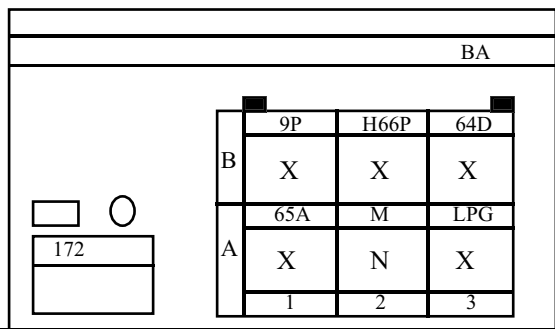 BA
9P H66P 64D
B X X X
65A M LPG
172
A X N X
1 2 3